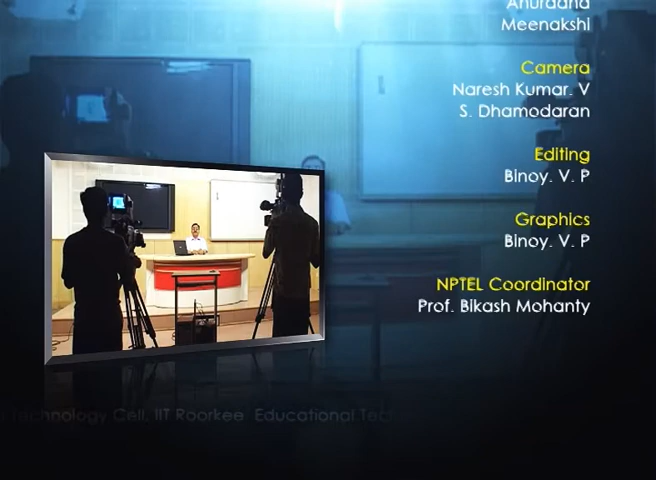 Anuradha
Meenakshi
Camera
Naresh Kumar. V
S. Dhamodaran
Editing
Binoy. V. P
Graphics
Binoy. V. P
NPTEL Coordinator
Prof. Bikash Mohanty
Technology Cell, IIT Roorkee Educational Tec